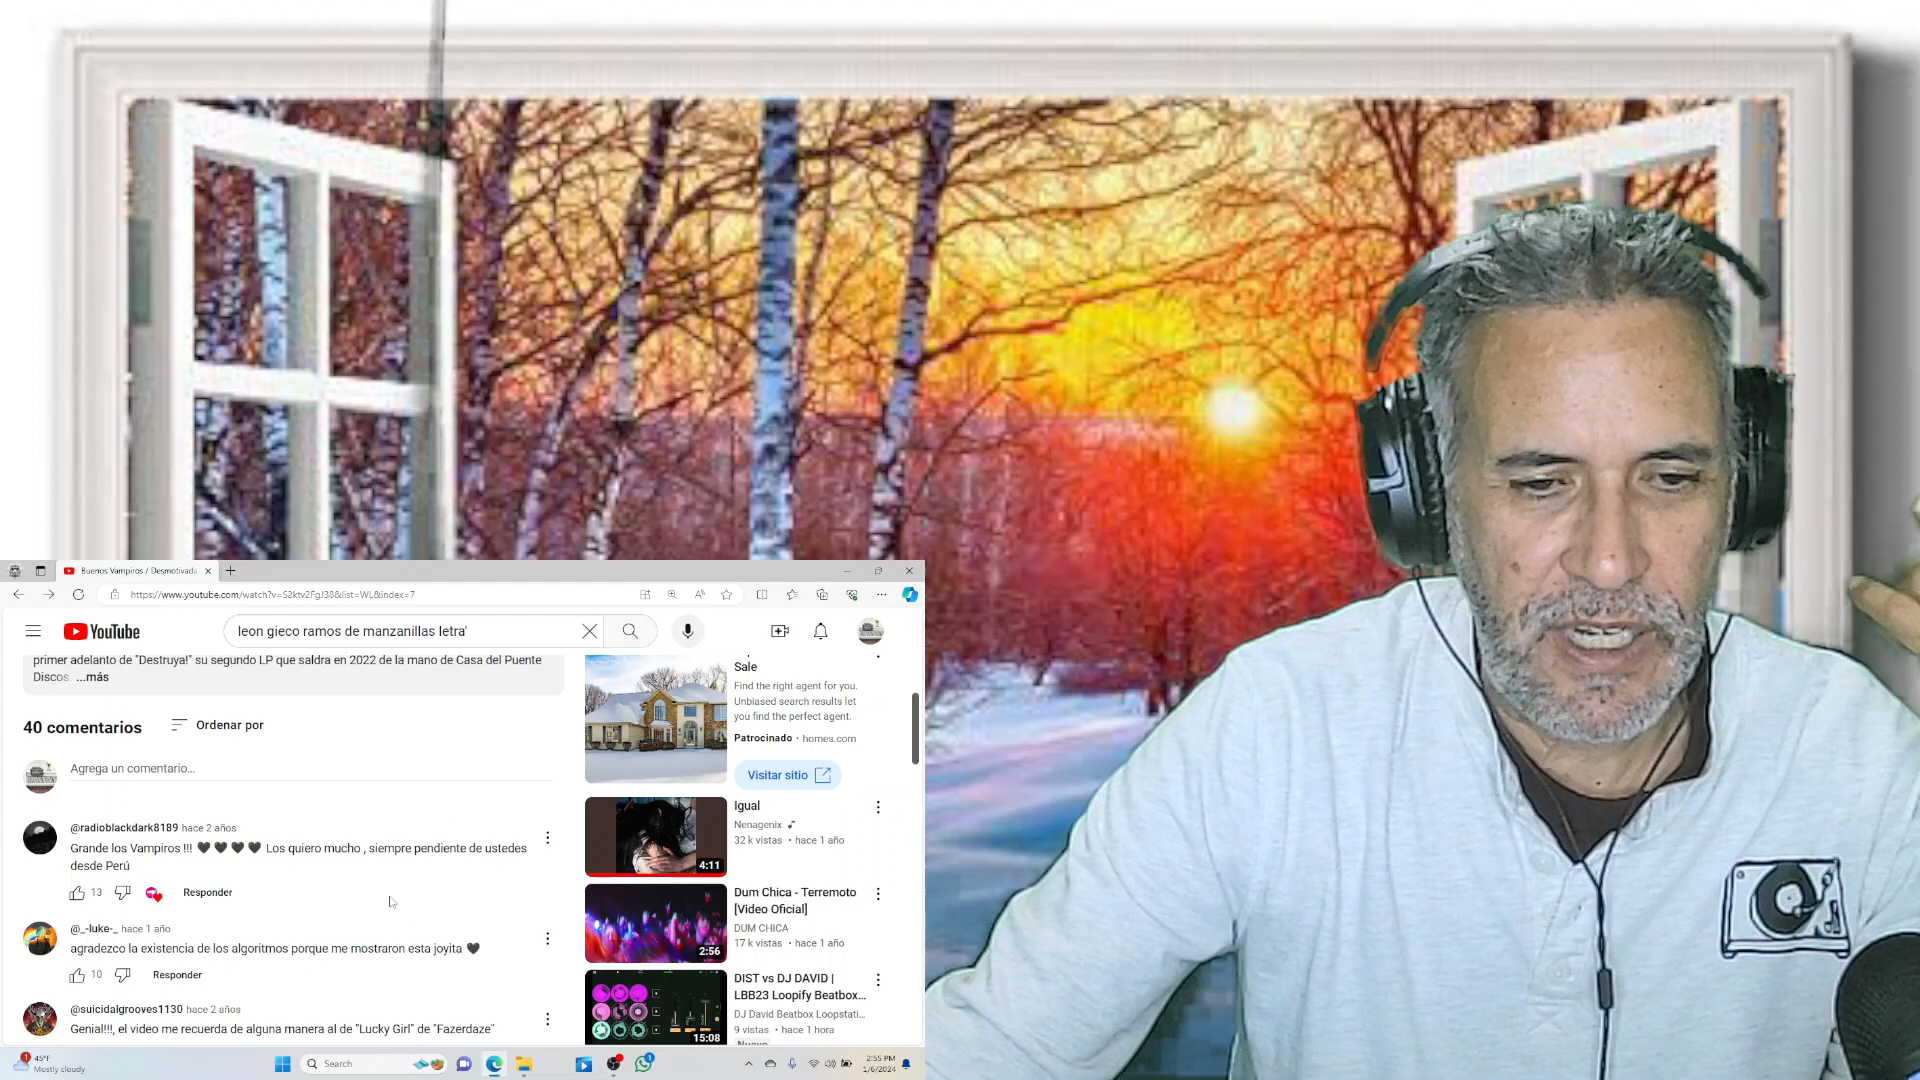 Buenos Vampiros / Desmotivada
https://www.youtube.com/watch?v=S2ktv2FgJ38&list=WL&index=7
YouTube
leon gieco ramos de manzanillas letra'
primer adelanto de "Destruya!" su segundo LP que saldra en 2022 de la mano de Casa del Puente
Discos. ...más
40 comentarios
Ordenar por
Agrega un comentario...
@radioblackdark8189 hace 2 años
Grande los Vampiros !!! 🖤🖤🖤🖤 Los quiero mucho , siempre pendiente de ustedes
desde Perú
13
Responder
@_-luke-_ hace 1 año
agradezco la existencia de los algoritmos porque me mostraron esta joyita 🖤
10
Responder
@suicidalgrooves1130 hace 2 años
Genial!!!, el video me recuerda de alguna manera al de "Lucky Girl" de "Fazerdaze"
Sale
Find the right agent for you.
Unbiased search results let
you find the perfect agent.
Patrocinado · homes.com
Visitar sitio
4:11
Igual
Nenagenix
32 k vistas · hace 1 año
2:56
Dum Chica - Terremoto
[Video Oficial]
DUM CHICA
17 k vistas · hace 1 año
15:08
DIST vs DJ DAVID |
LBB23 Loopify Beatbox...
DJ David Beatbox Loopstati...
9 vistas · hace 1 hora
Nuevo
1
45°F
Mostly cloudy
Search
1
2:55 PM
1/6/2024